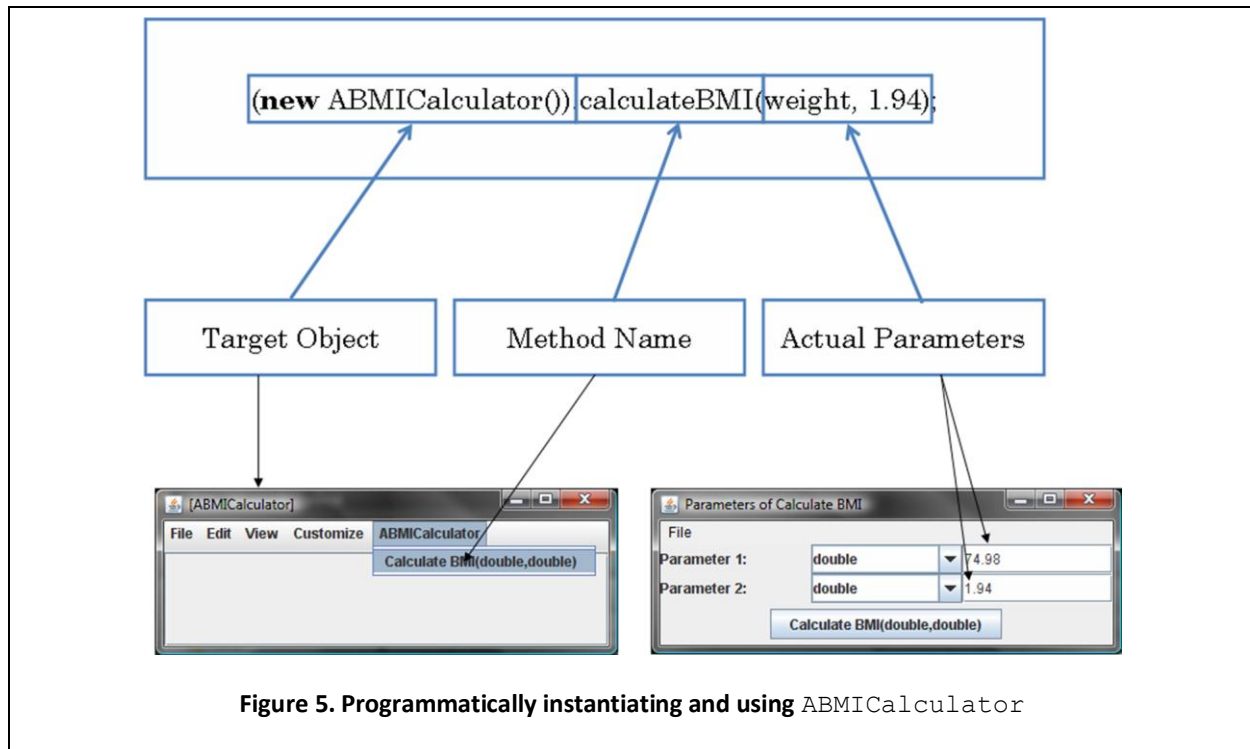 (new ABMICalculator()).calculateBMI(weight, 1.94);
Target Object
Method Name
Actual Parameters
[ABMICalculator]
File Edit View Customize ABMICalculator
Calculate BMI(double,double)
Parameters of Calculate BMI
File
Parameter 1: double 74.98
Parameter 2: double 1.94
Calculate BMI(double,double)
Figure 5. Programmatically instantiating and using ABMICalculator